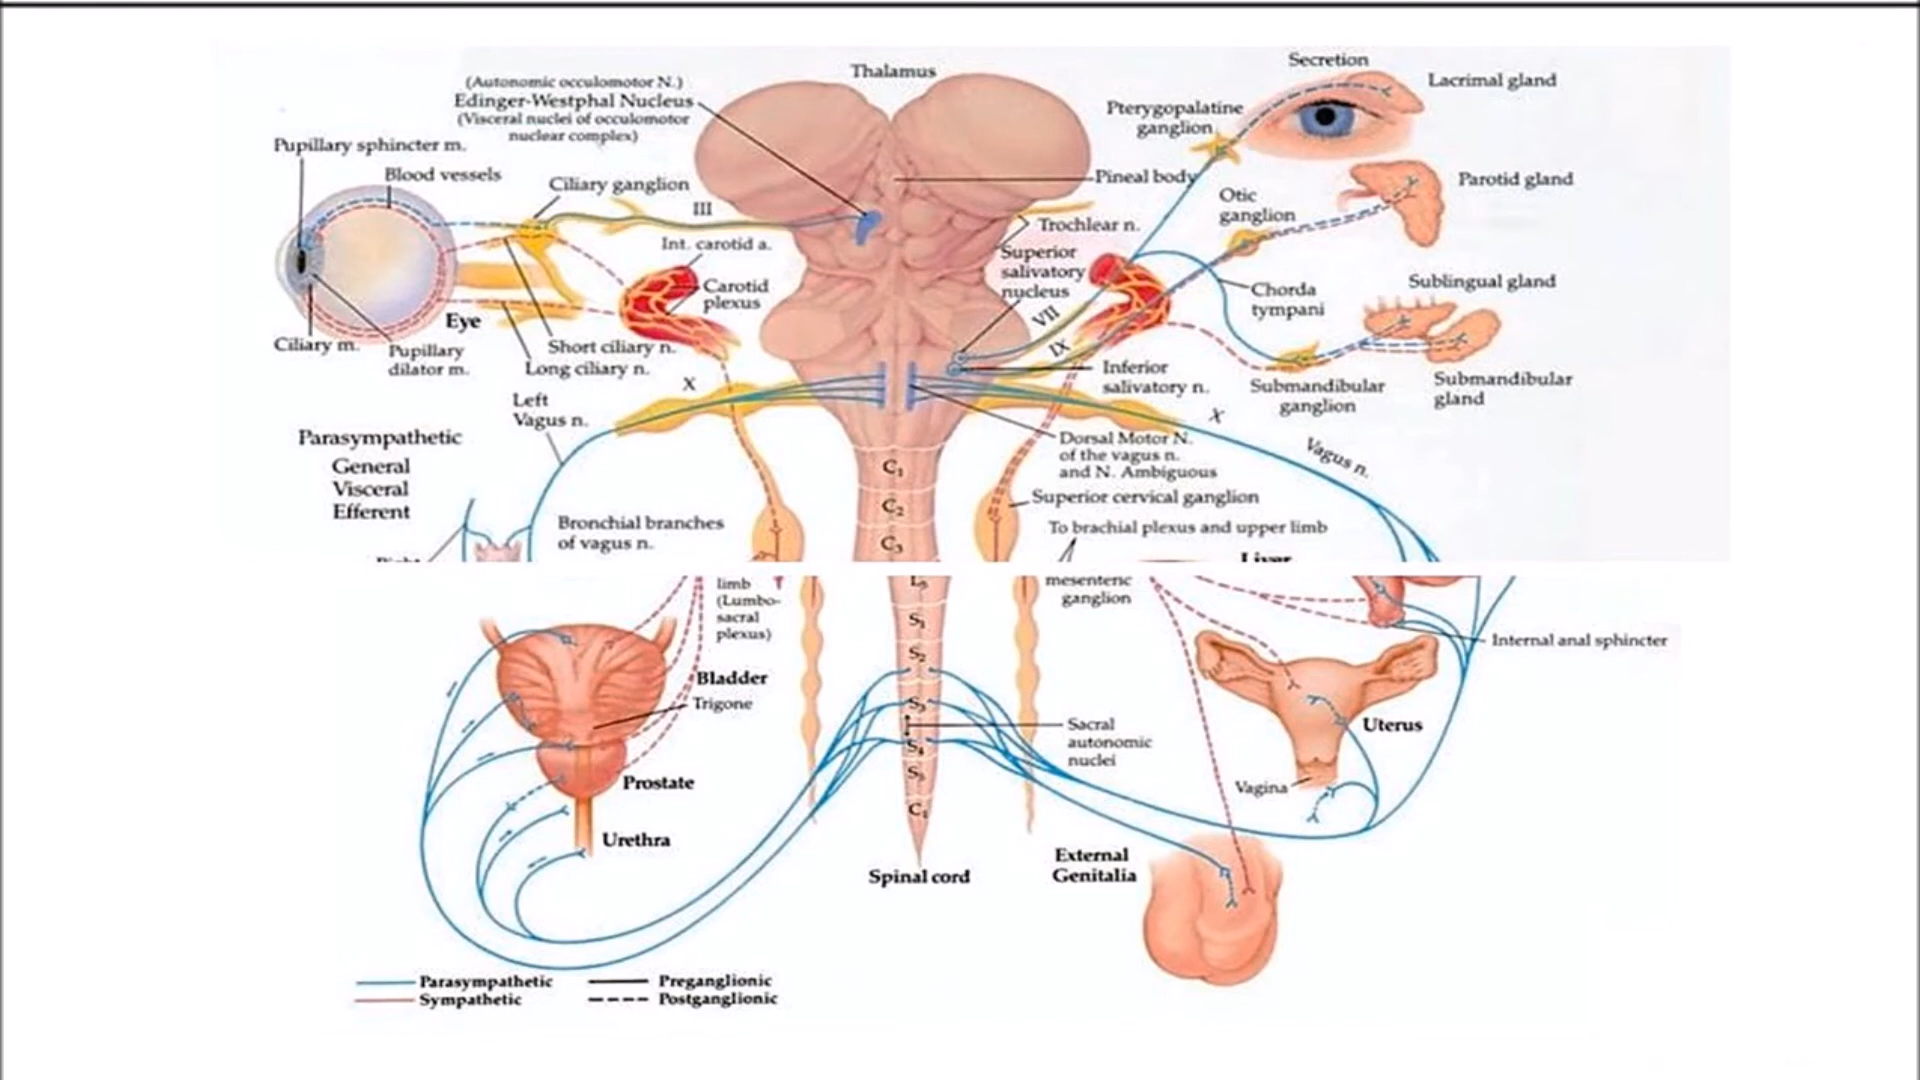 Thalamus
(Autonomic occulomotor N.)
Edinger-Westphal Nucleus
(Visceral nuclei of occulomotor
nuclear complex)
Secretion
Lacrimal gland
Pterygopalatine
ganglion
Pupillary sphincter m.
Blood vessels
Ciliary ganglion
III
Pineal body
Parotid gland
Otic
ganglion
Trochlear n.
Int. carotid a.
Carotid
plexus
Superior
salivatory
nucleus
Chorda
tympani
Sublingual gland
Eye
VII
IX
Ciliary m.
Pupillary
dilator m.
Short ciliary n.
Long ciliary n.
X
Inferior
salivatory n.
Submandibular
ganglion
Submandibular
gland
Left
Vagus n.
X
Vagus n.
Parasympathetic
General
Visceral
Efferent
Dorsal Motor N.
of the vagus n.
and N. Ambiguous
C1
C2
C3
Superior cervical ganglion
To brachial plexus and upper limb
Bronchial branches
of vagus n.
Liver
limb
(Lumbo-
sacral
plexus)
mesenteric
ganglion
S1
S2
S3
S4
S5
C1
Internal anal sphincter
Bladder
Trigone
Sacral
autonomic
nuclei
Uterus
Vagina
Prostate
Urethra
Spinal cord
External
Genitalia
Parasympathetic
Sympathetic
Preganglionic
Postganglionic